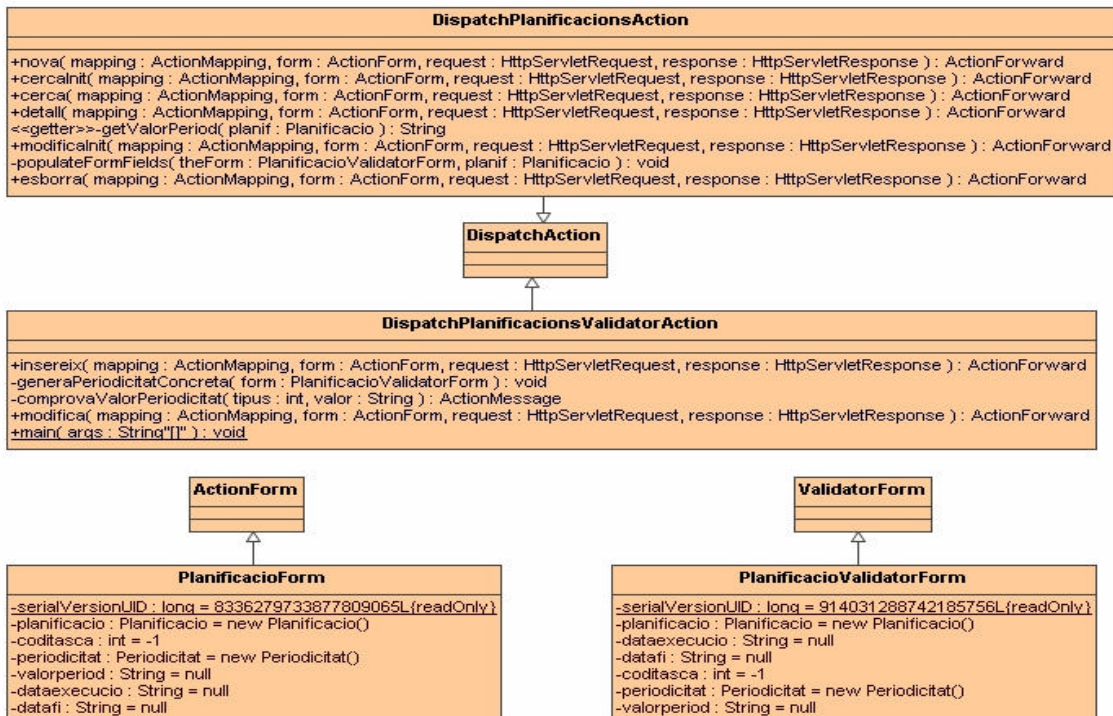 DispatchPlanificacionsAction
+nova( mapping : ActionMapping, form : ActionForm, request : HttpServletRequest, response : HttpServletResponse ) : ActionForward
+cercaInit( mapping : ActionMapping, form : ActionForm, request : HttpServletRequest, response : HttpServletResponse ) : ActionForward
+cerca( mapping : ActionMapping, form : ActionForm, request : HttpServletRequest, response : HttpServletResponse ) : ActionForward
+detall( mapping : ActionMapping, form : ActionForm, request : HttpServletRequest, response : HttpServletResponse ) : ActionForward
<<getter>>-getValorPeriod( planif : Planificacio ) : String
+modificaInit( mapping : ActionMapping, form : ActionForm, request : HttpServletRequest, response : HttpServletResponse ) : ActionForward
-populateFormFields( theForm : PlanificacioValidatorForm, planif : Planificacio ) : void
+esborra( mapping : ActionMapping, form : ActionForm, request : HttpServletRequest, response : HttpServletResponse ) : ActionForward
DispatchAction
DispatchPlanificacionsValidatorAction
+insereix( mapping : ActionMapping, form : ActionForm, request : HttpServletRequest, response : HttpServletResponse ) : ActionForward
-generaPeriodicitatConcreta( form : PlanificacioValidatorForm ) : void
-comprovaValorPeriodicitat( tipus : int, valor : String ) : ActionMessage
+modifica( mapping : ActionMapping, form : ActionForm, request : HttpServletRequest, response : HttpServletResponse ) : ActionForward
+main( args : String"[]" ) : void
ActionForm
PlanificacioForm
-serialVersionUID : long = 8336279733877809065L{readOnly}
-planificacio : Planificacio = new Planificacio()
-coditasca : int = -1
-periodicitat : Periodicitat = new Periodicitat()
-valorperiod : String = null
-dataexecucio : String = null
-datafi : String = null
ValidatorForm
PlanificacioValidatorForm
-serialVersionUID : long = 914031288742185756L{readOnly}
-planificacio : Planificacio = new Planificacio()
-dataexecucio : String = null
-datafi : String = null
-coditasca : int = -1
-periodicitat : Periodicitat = new Periodicitat()
-valorperiod : String = null